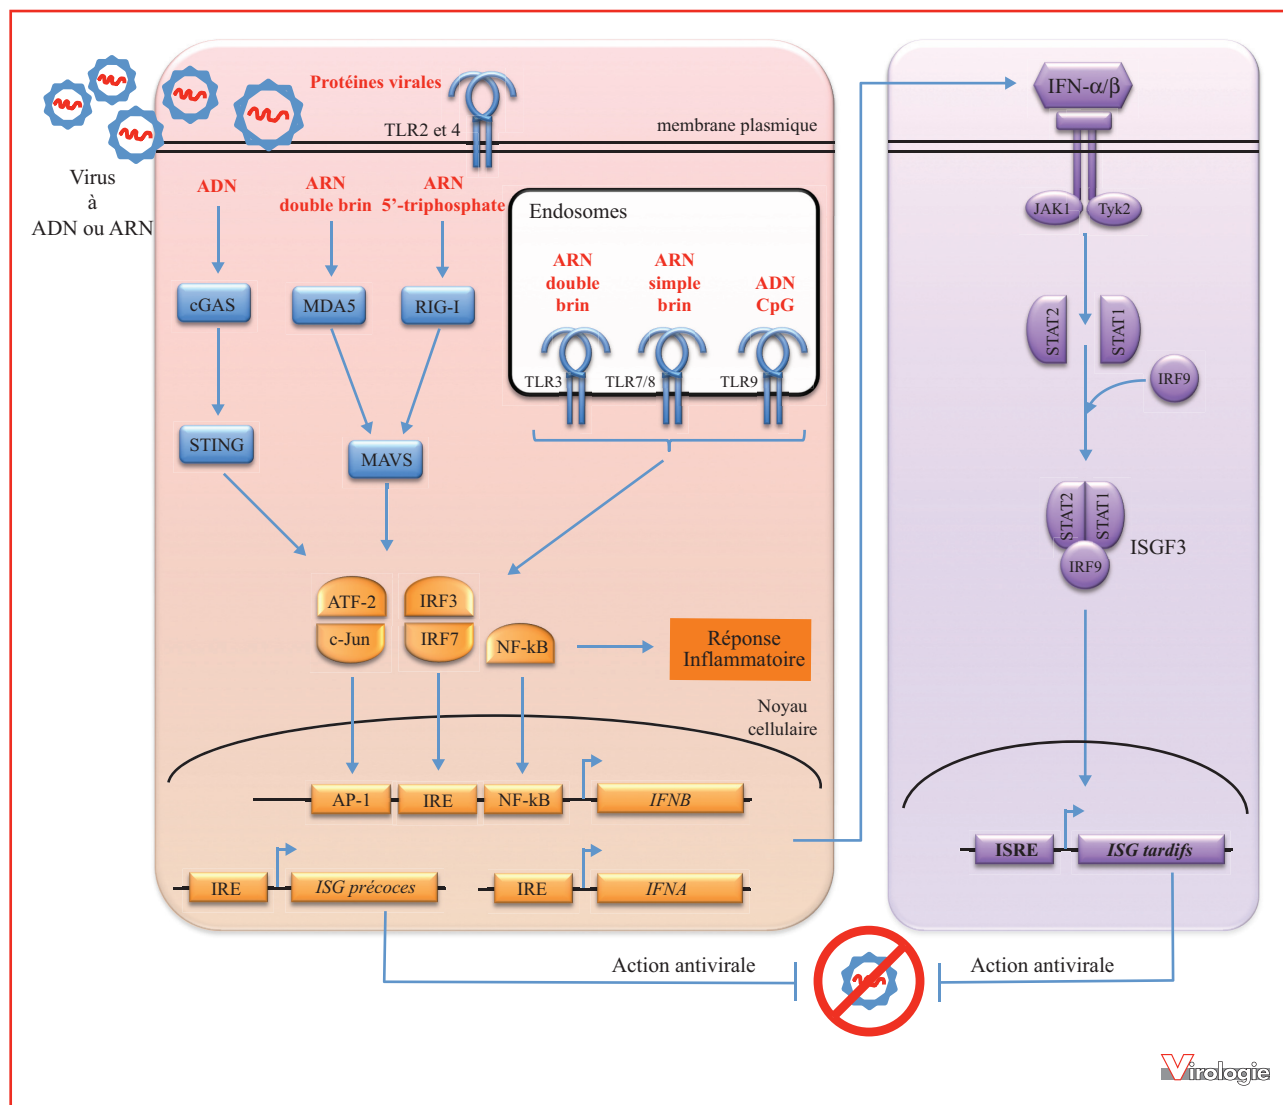 Protéines virales
TLR2 et 4
membrane plasmique
Virus
à
ADN ou ARN
ADN
ARN
double brin
ARN
5'-triphosphate
cGAS
MDA5
RIG-I
STING
MAVS
Endosomes
ARN
double
brin
ARN
simple
brin
ADN
CpG
TLR3
TLR7/8
TLR9
ATF-2
c-Jun
IRF3
IRF7
NF-kB
Réponse
Inflammatoire
Noyau
cellulaire
AP-1
IRE
NF-kB
IFNB
IRE
ISG précoces
IRE
IFNA
IFN-α/β
JAK1
Tyk2
STAT2
STAT1
IRF9
STAT2
STAT1
IRF9
ISGF3
ISRE
ISG tardifs
Action antivirale
Action antivirale
Virologie